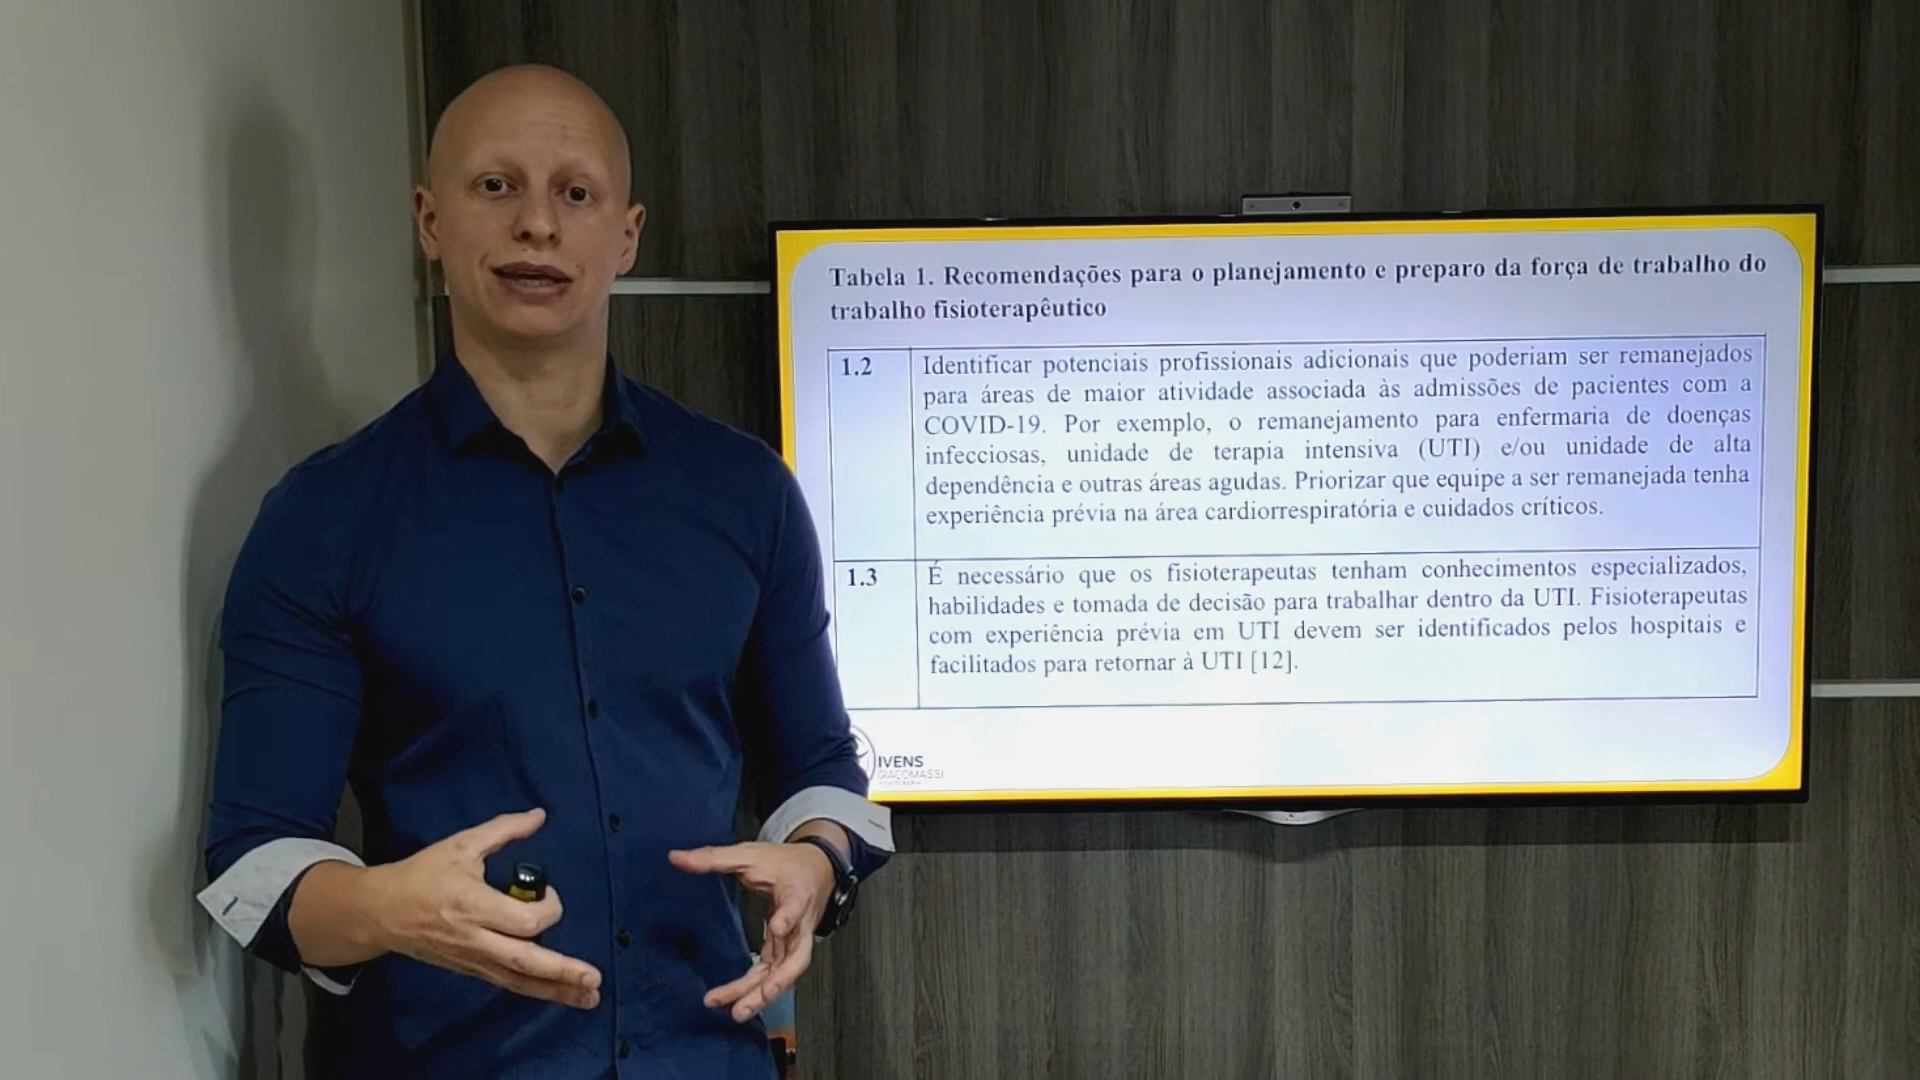 Tabela 1. Recomendações para o planejamento e preparo da força de trabalho do
trabalho fisioterapêutico
1.2
Identificar potenciais profissionais adicionais que poderiam ser remanejados
para áreas de maior atividade associada às admissões de pacientes com a
COVID-19. Por exemplo, o remanejamento para enfermaria de doenças
infecciosas, unidade de terapia intensiva (UTI) e/ou unidade de alta
dependência e outras áreas agudas. Priorizar que equipe a ser remanejada tenha
experiência prévia na área cardiorrespiratória e cuidados críticos.
1.3
É necessário que os fisioterapeutas tenham conhecimentos especializados,
habilidades e tomada de decisão para trabalhar dentro da UTI. Fisioterapeutas
com experiência prévia em UTI devem ser identificados pelos hospitais e
facilitados para retornar à UTI [12].
IVENS
GIACOMASSI